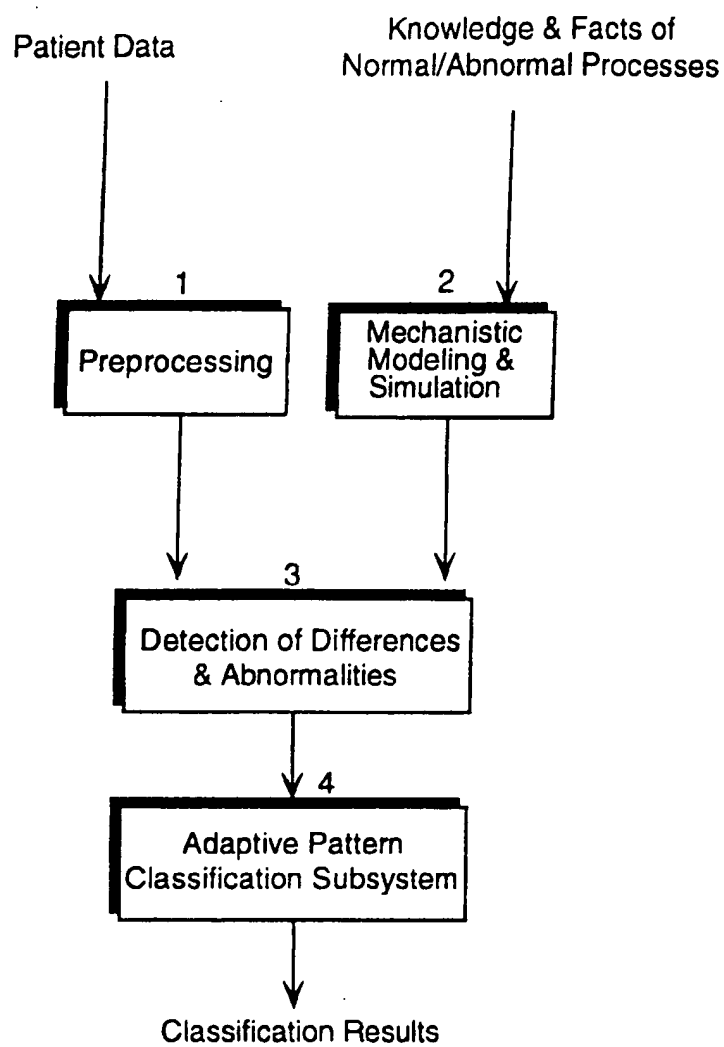 Patient Data
Knowledge & Facts of
Normal/Abnormal Processes
1
Preprocessing
2
Mechanistic
Modeling &
Simulation
3
Detection of Differences
& Abnormalities
4
Adaptive Pattern
Classification Subsystem
Classification Results